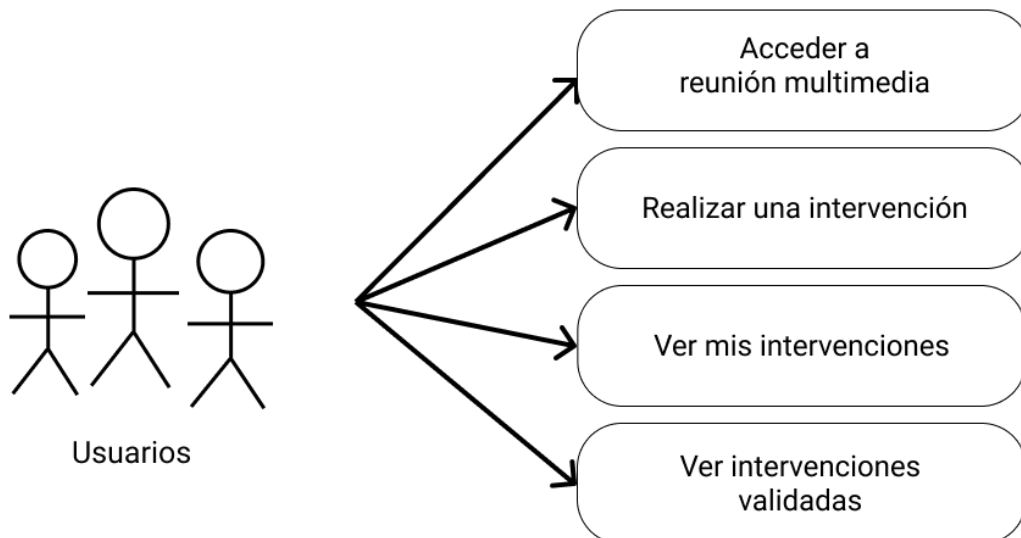 Acceder a
reunión multimedia
Realizar una intervención
Ver mis intervenciones
Usuarios
Ver intervenciones
validadas